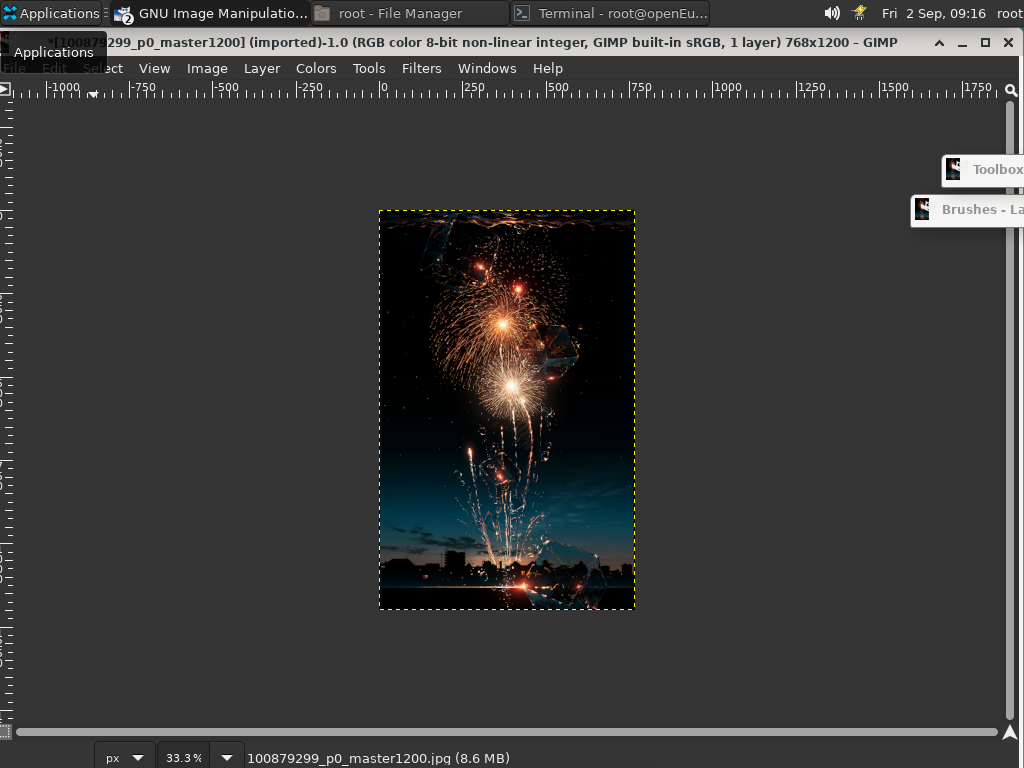 Applications
GNU Image Manipulatio...
2
root - File Manager
Terminal - root@openEu...
Fri 2 Sep, 09:16
root
Applications
*[100879299_p0_master1200] (imported)-1.0 (RGB color 8-bit non-linear integer, GIMP built-in sRGB, 1 layer) 768x1200 – GIMP
File Edit Select View Image Layer Colors Tools Filters Windows Help
-1000 -750 -500 -250 0 250 500 750 1000 1250 1500 1750
Toolbox
Brushes - La
px
33.3 %
100879299_p0_master1200.jpg (8.6 MB)